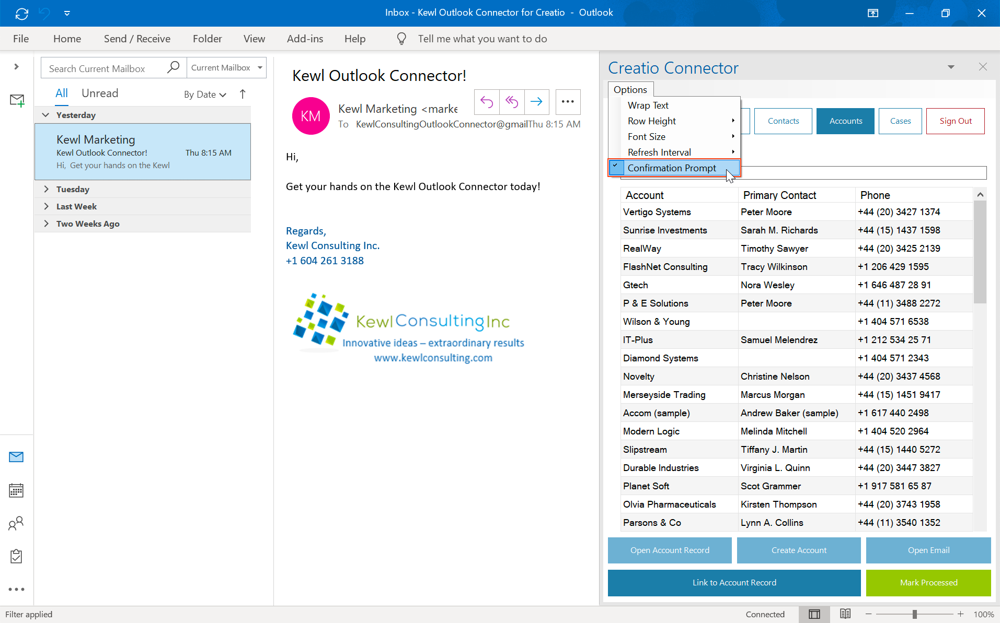 Inbox - Kewl Outlook Connector for Creatio - Outlook
File Home Send / Receive Folder View Add-ins Help Tell me what you want to do
Search Current Mailbox Current Mailbox
All Unread By Date
Yesterday
Kewl Marketing
Kewl Outlook Connector! Thu 8:15 AM
Hi, Get your hands on the Kewl
Tuesday
Last Week
Two Weeks Ago
Kewl Outlook Connector!
KM
Kewl Marketing <marke
To KewlConsultingOutlookConnector@gmail Thu 8:15 AM
Hi,
Get your hands on the Kewl Outlook Connector today!
Regards,
Kewl Consulting Inc.
+1 604 261 3188
Kewl Consulting Inc
Innovative ideas – extraordinary results
www.kewlconsulting.com
Creatio Connector
Options
Wrap Text
Row Height
Font Size
Refresh Interval
Confirmation Prompt
Contacts Accounts Cases Sign Out
Account Primary Contact Phone
Vertigo Systems Peter Moore +44 (20) 3427 1374
Sunrise Investments Sarah M. Richards +44 (15) 1437 1598
RealWay Timothy Sawyer +44 (20) 3425 2139
FlashNet Consulting Tracy Wilkinson +1 206 429 1595
Gtech Nora Wesley +1 646 487 28 91
P & E Solutions Peter Moore +44 (11) 3488 2272
Wilson & Young +1 404 571 6538
IT-Plus Samuel Melendrez +1 212 534 25 71
Diamond Systems +1 404 571 2343
Novelty Christine Nelson +44 (20) 3437 4568
Merseyside Trading Marcus Morgan +44 (15) 1451 9417
Accom (sample) Andrew Baker (sample) +1 617 440 2498
Modern Logic Melinda Mitchell +1 404 520 2964
Slipstream Tiffany J. Martin +44 (15) 1440 5272
Durable Industries Virginia L. Quinn +44 (20) 3447 3827
Planet Soft Scot Grammer +1 917 581 65 87
Olvia Pharmaceuticals Kirsten Thompson +44 (20) 3743 1958
Parsons & Co Lynn A. Collins +44 (11) 3540 1352
Open Account Record Create Account Open Email
Link to Account Record Mark Processed
Filter applied Connected 100%